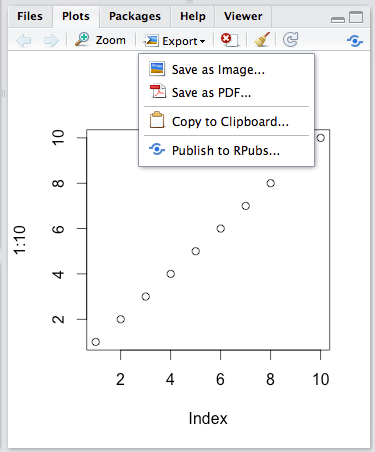 Files Plots Packages Help Viewer
Zoom Export
Save as Image...
Save as PDF...
Copy to Clipboard...
Publish to RPubs...
10
8
6
4
2
1:10
2 4 6 8 10
Index